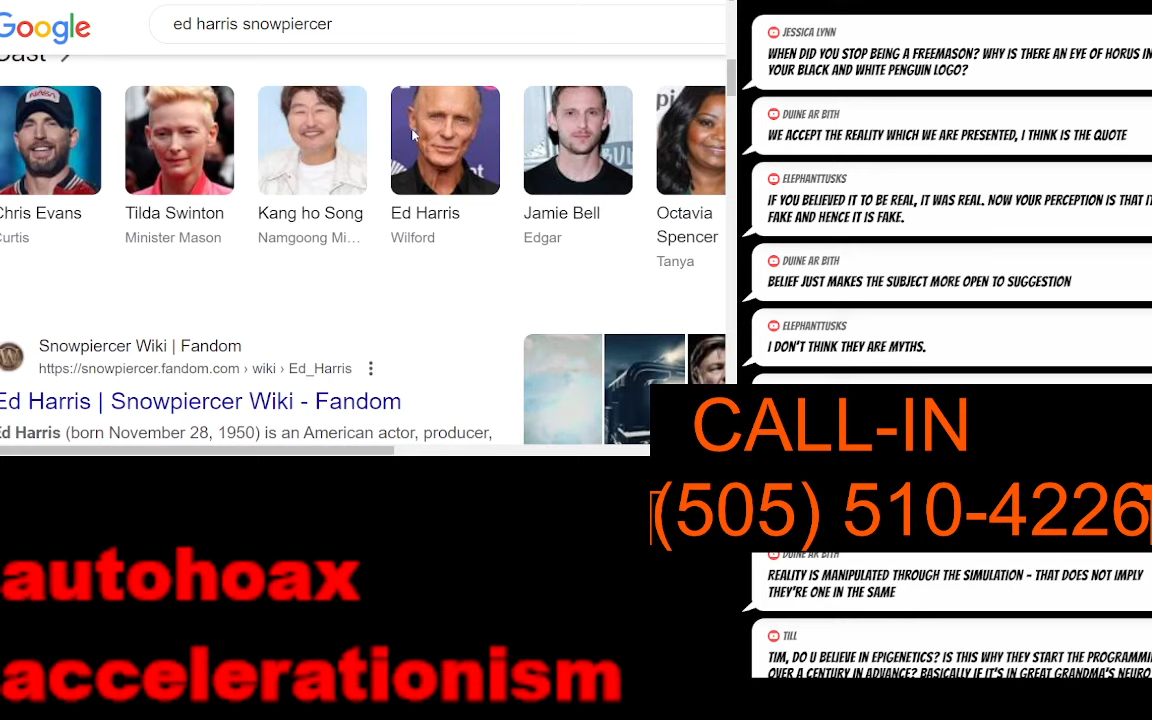 Google
ed harris snowpiercer
Cast >
NASA
Chris Evans
Curtis
Tilda Swinton
Minister Mason
Kang ho Song
Namgoong Mi...
Ed Harris
Wilford
Jamie Bell
Edgar
Octavia
Spencer
Tanya
Snowpiercer Wiki | Fandom
https://snowpiercer.fandom.com › wiki › Ed_Harris
Ed Harris | Snowpiercer Wiki - Fandom
Ed Harris (born November 28, 1950) is an American actor, producer,
JESSICA LYNN
WHEN DID YOU STOP BEING A FREEMASON? WHY IS THERE AN EYE OF HORUS IN
YOUR BLACK AND WHITE PENGUIN LOGO?
DUINE AR BITH
WE ACCEPT THE REALITY WHICH WE ARE PRESENTED, I THINK IS THE QUOTE
ELEPHANTTUSKS
IF YOU BELIEVED IT TO BE REAL, IT WAS REAL. NOW YOUR PERCEPTION IS THAT IT
FAKE AND HENCE IT IS FAKE.
DUINE AR BITH
BELIEF JUST MAKES THE SUBJECT MORE OPEN TO SUGGESTION
ELEPHANTTUSKS
I DON'T THINK THEY ARE MYTHS.
CALL-IN
(505) 510-4226
DUINE AR BITH
REALITY IS MANIPULATED THROUGH THE SIMULATION - THAT DOES NOT IMPLY
THEY'RE ONE IN THE SAME
TILL
TIM, DO U BELIEVE IN EPIGENETICS? IS THIS WHY THEY START THE PROGRAMMI
OVER A CENTURY IN ADVANCE? BASICALLY IF IT'S IN GREAT GRANDMA'S NEURO
autohoax
accelerationism